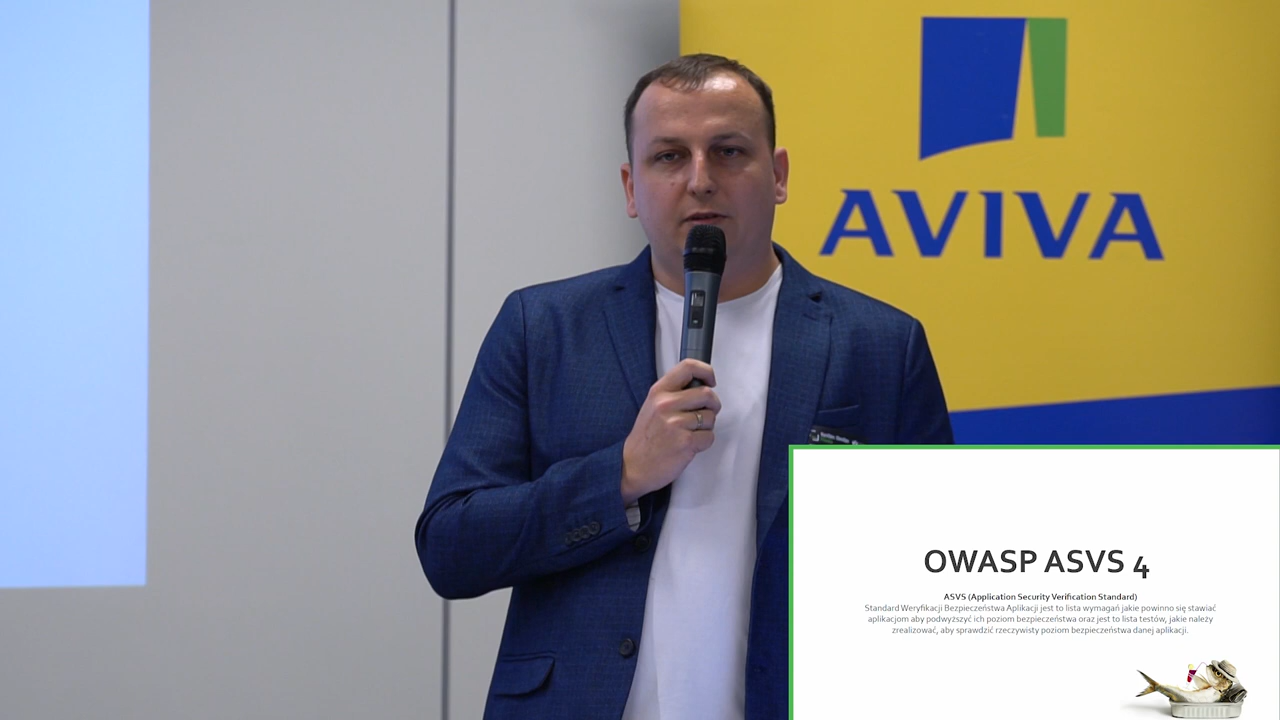 AVIVA
OWASP ASVS 4
ASVS (Application Security Verification Standard)
Standard Weryfikacji Bezpieczeństwa Aplikacji jest to lista wymagań jakie powinno się stawiać
aplikacjom aby podwyższyć ich poziom bezpieczeństwa oraz jest to lista testów, jakie należy
zrealizować, aby sprawdzić rzeczywisty poziom bezpieczeństwa danej aplikacji.